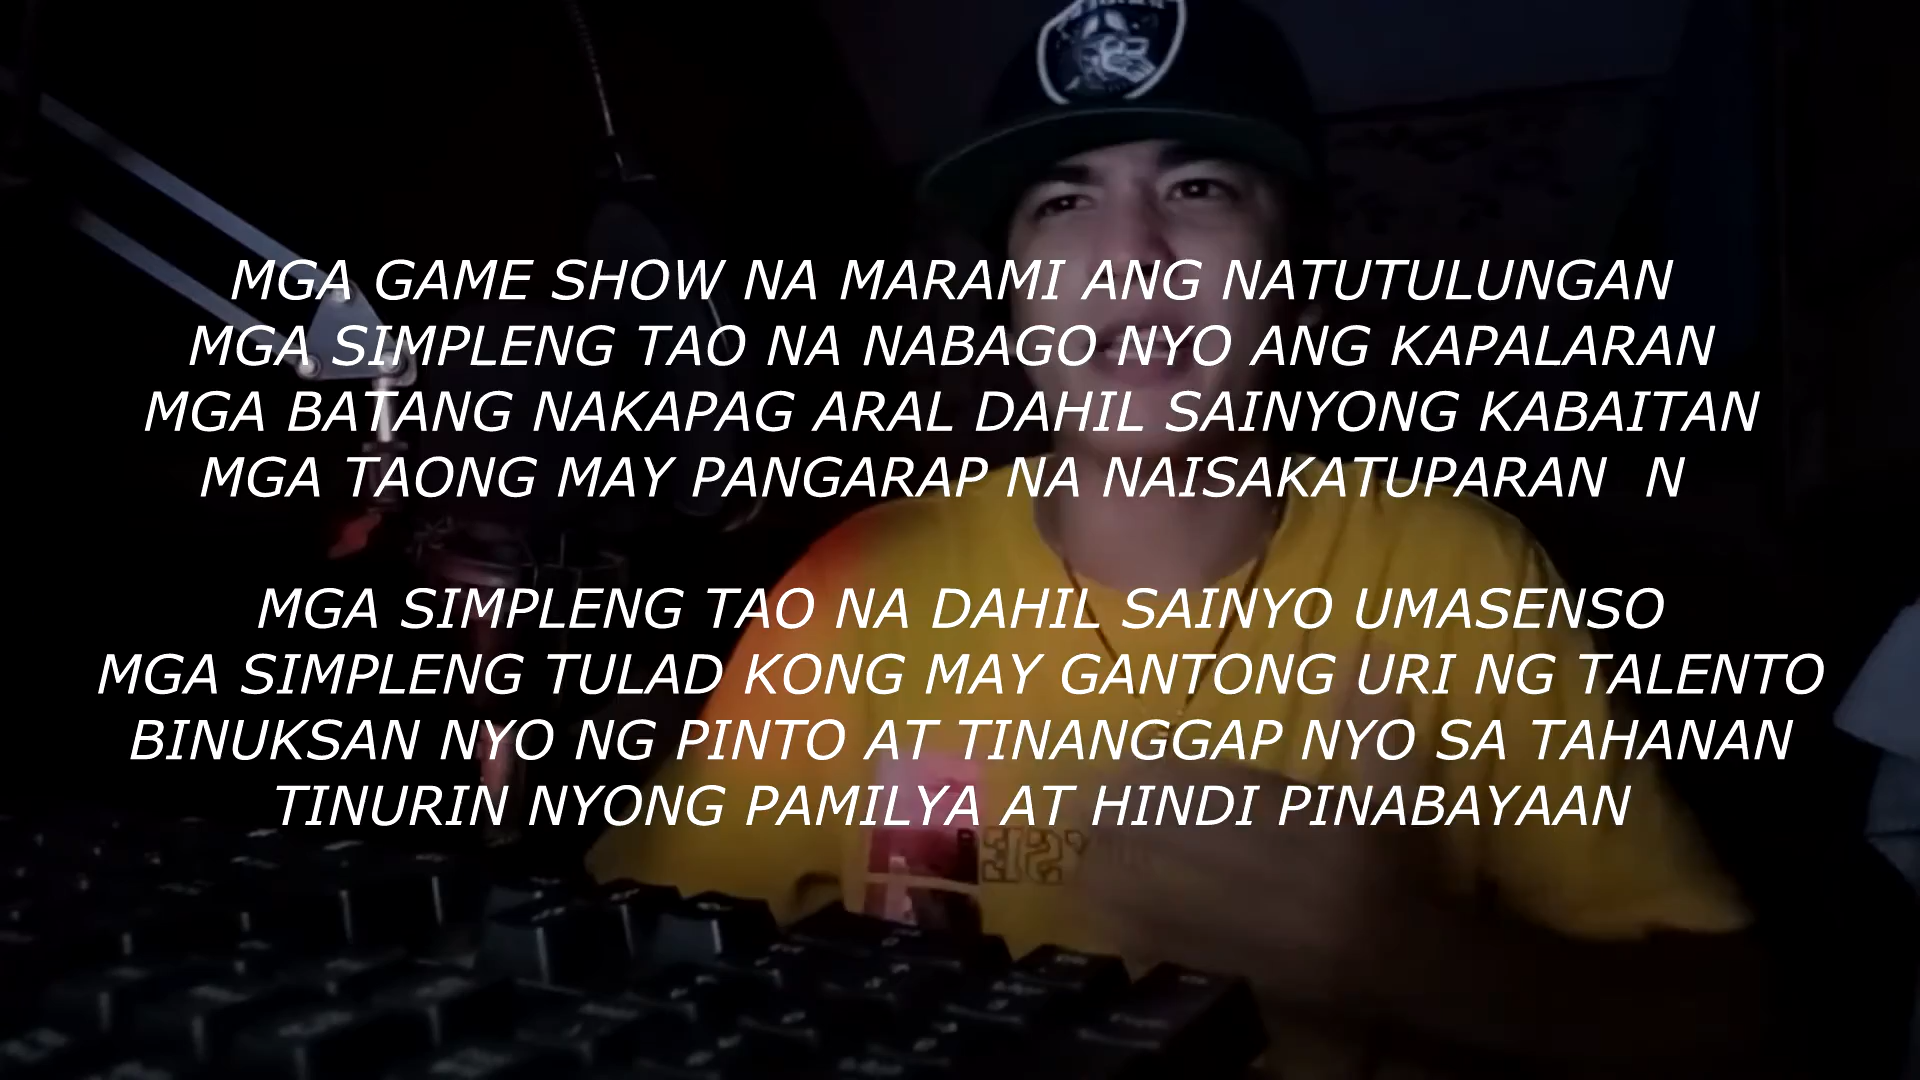 MGA GAME SHOW NA MARAMI ANG NATUTULUNGAN
MGA SIMPLENG TAO NA NABAGO NYO ANG KAPALARAN
MGA BATANG NAKAPAG ARAL DAHIL SAINYONG KABAITAN
MGA TAONG MAY PANGARAP NA NAISAKATUPARAN  N
MGA SIMPLENG TAO NA DAHIL SAINYO UMASENSO
MGA SIMPLENG TULAD KONG MAY GANTONG URI NG TALENTO
BINUKSAN NYO NG PINTO AT TINANGGAP NYO SA TAHANAN
TINURIN NYONG PAMILYA AT HINDI PINABAYAAN